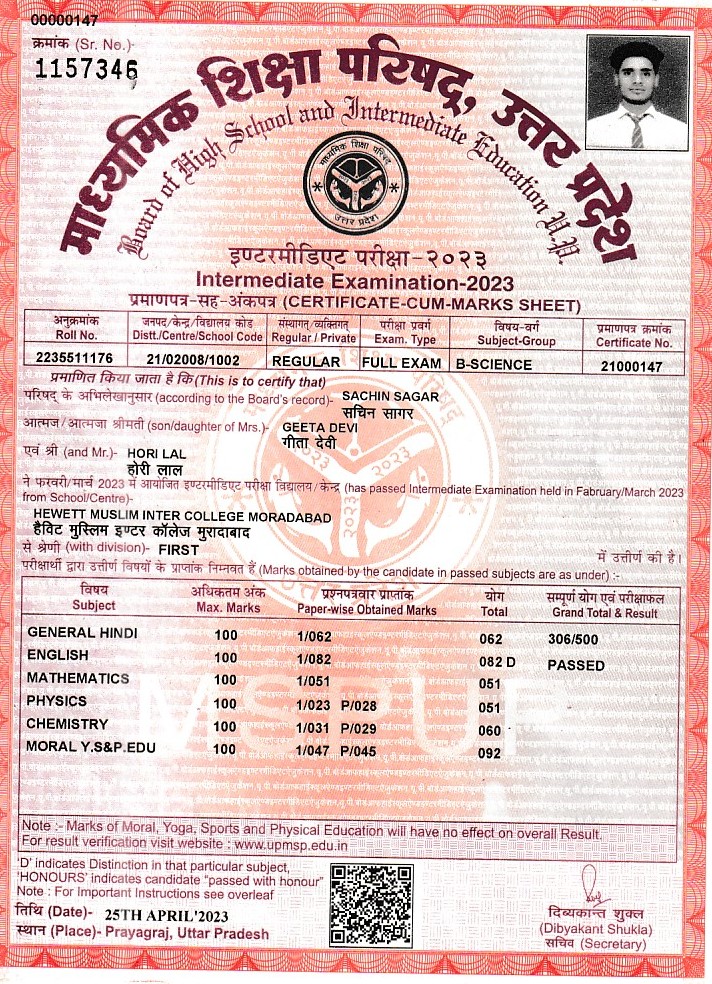 00000147
क्रमांक (Sr. No.)-
1157346
माध्यमिक शिक्षा परिषद्, उत्तर प्रदेश
Board of High School and Intermediate Education U.P.
माध्यमिक शिक्षा परिषद्
उत्तर प्रदेश
इण्टरमीडिएट परीक्षा-२०२३
Intermediate Examination-2023
प्रमाणपत्र-सह-अंकपत्र (CERTIFICATE-CUM-MARKS SHEET)
अनुक्रमांक जनपद/केन्द्र/विद्यालय कोड संस्थागत/व्यक्तिगत परीक्षा प्रवर्ग विषय-वर्ग प्रमाणपत्र क्रमांक
Roll No. Distt./Centre/School Code Regular / Private Exam. Type Subject-Group Certificate No.
2235511176 21/02008/1002 REGULAR FULL EXAM B-SCIENCE 21000147
प्रमाणित किया जाता है कि (This is to certify that)
परिषद् के अभिलेखानुसार (according to the Board's record)- SACHIN SAGAR
सचिन सागर
आत्मज/आत्मजा श्रीमती (son/daughter of Mrs.)- GEETA DEVI
गीता देवी
एवं श्री (and Mr.)- HORI LAL
होरी लाल
ने फरवरी/मार्च 2023 में आयोजित इण्टरमीडिएट परीक्षा विद्यालय/केन्द्र (has passed Intermediate Examination held in Fabruary/March 2023
from School/Centre)-
HEWETT MUSLIM INTER COLLEGE MORADABAD
हैविट मुस्लिम इण्टर कॉलेज मुरादाबाद
से श्रेणी (with division)- FIRST में उत्तीर्ण की है।
परीक्षार्थी द्वारा उत्तीर्ण विषयों के प्राप्तांक निम्नवत हैं (Marks obtained by the candidate in passed subjects are as under) :-
विषय अधिकतम अंक प्रश्नपत्रवार प्राप्तांक योग सम्पूर्ण योग एवं परीक्षाफल
Subject Max. Marks Paper-wise Obtained Marks Total Grand Total & Result
GENERAL HINDI 100 1/062 062 306/500
ENGLISH 100 1/082 082 D PASSED
MATHEMATICS 100 1/051 051
PHYSICS 100 1/023 P/028 051
CHEMISTRY 100 1/031 P/029 060
MORAL Y.S&P.EDU 100 1/047 P/045 092
MSPUP
Note :- Marks of Moral, Yoga, Sports and Physical Education will have no effect on overall Result.
For result verification visit website : www.upmsp.edu.in
'D' indicates Distinction in that particular subject,
'HONOURS' indicates candidate "passed with honour"
Note : For Important Instructions see overleaf
तिथि (Date)- 25TH APRIL'2023
स्थान (Place)- Prayagraj, Uttar Pradesh
दिब्यकान्त शुक्ल
(Dibyakant Shukla)
सचिव (Secretary)